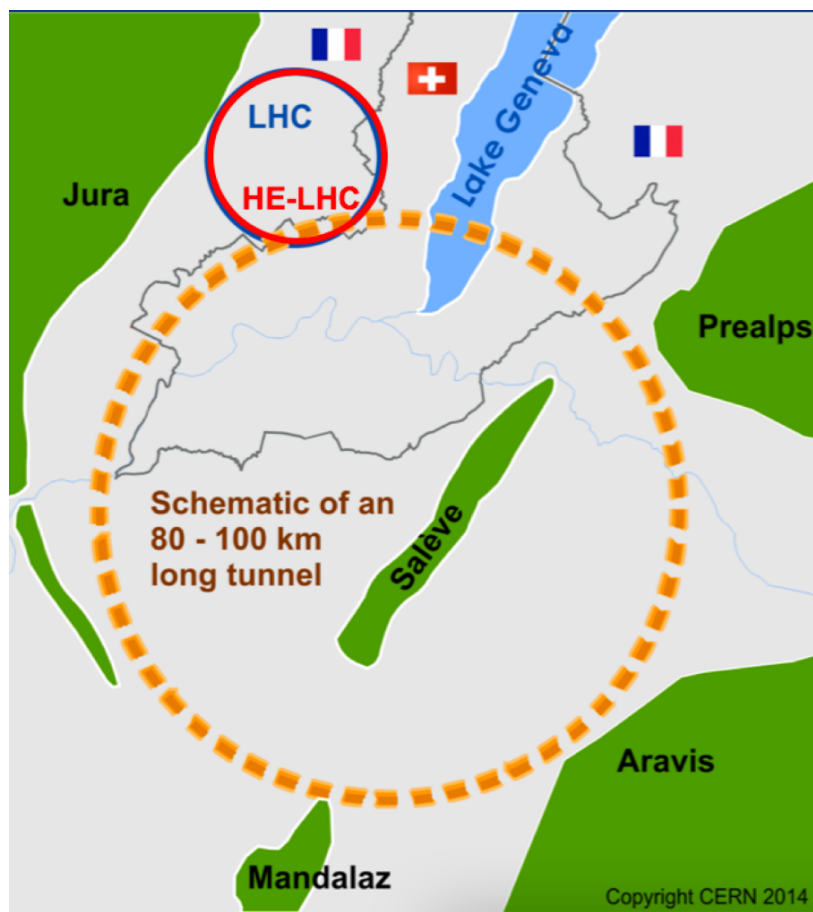 LHC
Lake Geneva
Jura
HE-LHC
Prealps
Schematic of an
80 - 100 km
long tunnel
Salève
Aravis
Mandalaz
Copyright CERN 2014